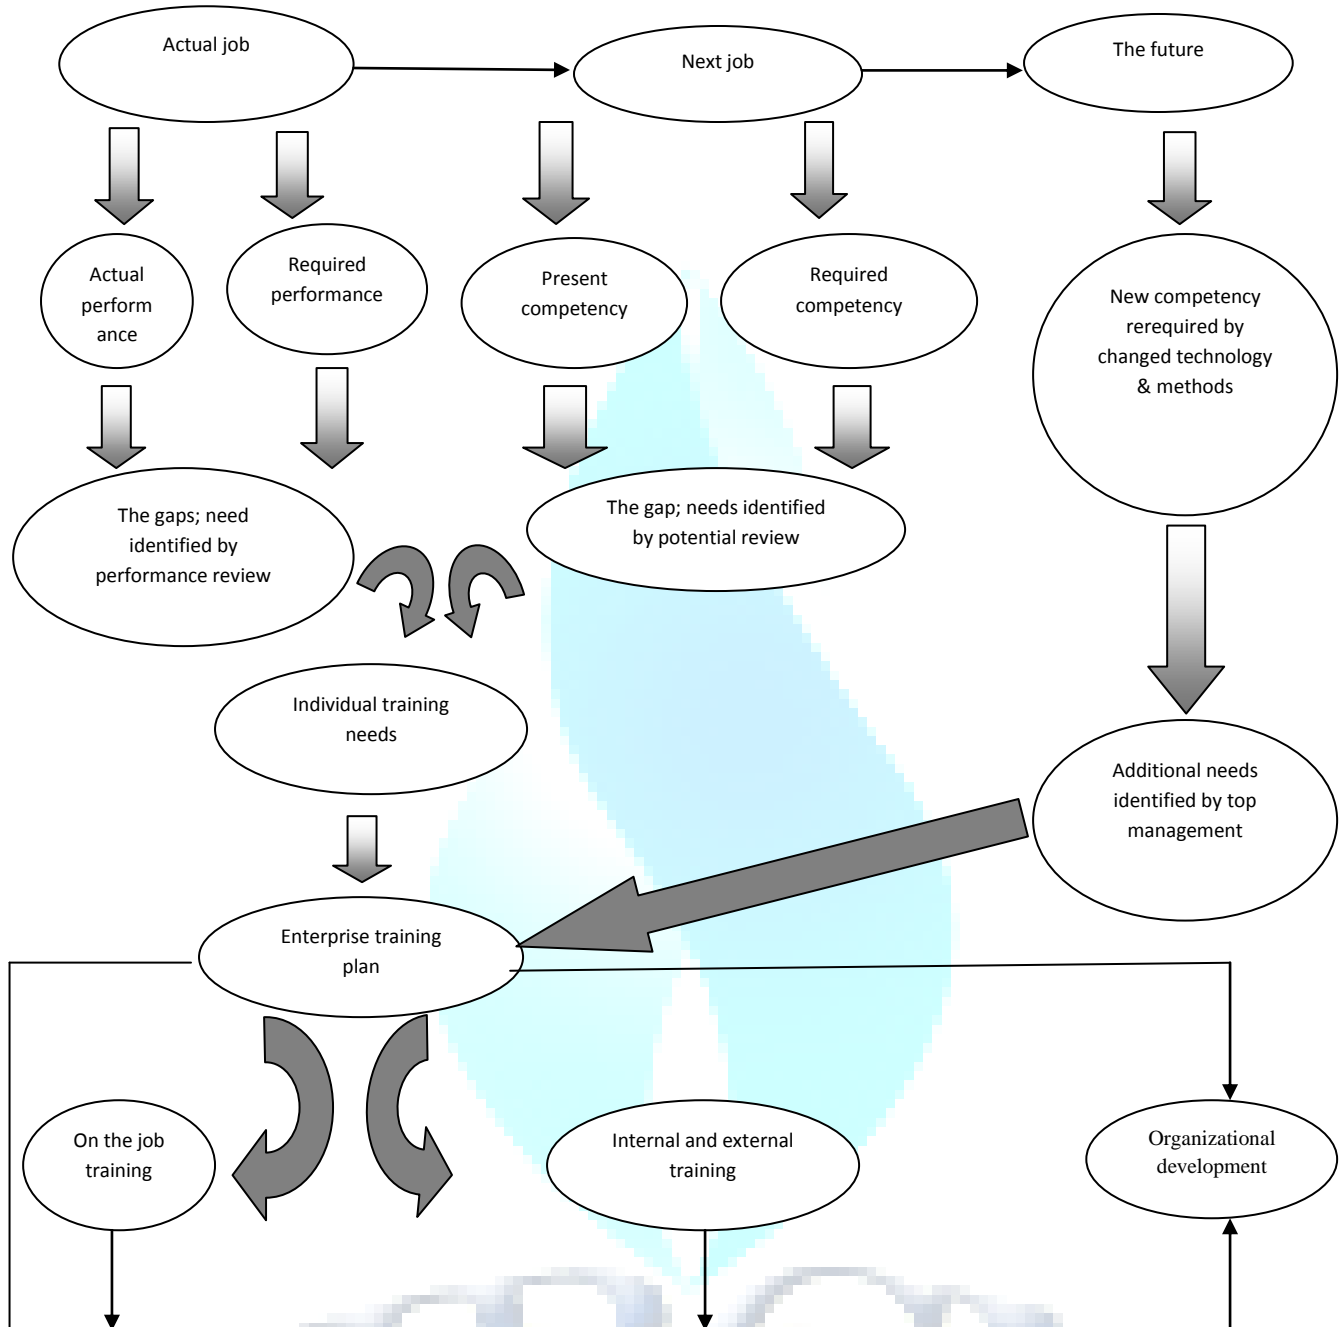 Actual job
Next job
The future
Actual
perform
ance
Required
performance
Present
competency
Required
competency
New competency
rerequired by
changed technology
& methods
The gaps; need
identified by
performance review
The gap; needs identified
by potential review
Individual training
needs
Additional needs
identified by top
management
Enterprise training
plan
On the job
training
Internal and external
training
Organizational
development